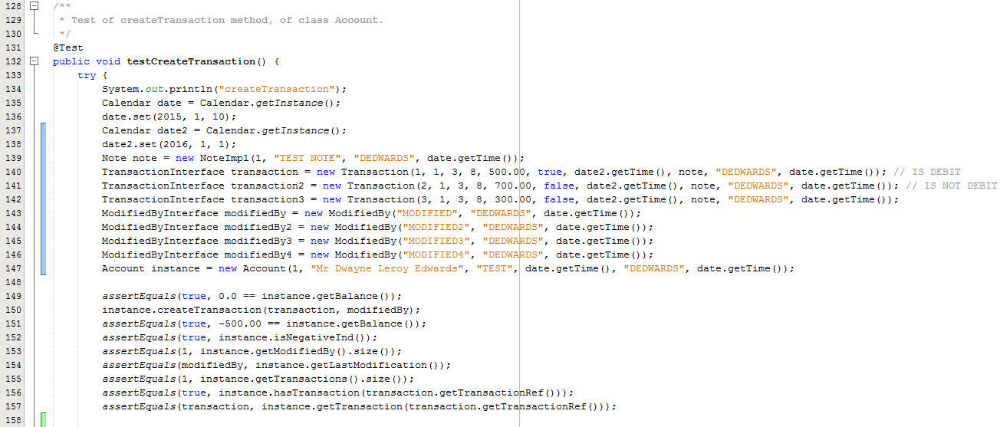 128 /**
129 * Test of createTransaction method, of class Account.
130 */
131 @Test
132 public void testCreateTransaction() {
133 try {
134 System.out.println("createTransaction");
135 Calendar date = Calendar.getInstance();
136 date.set(2015, 1, 10);
137 Calendar date2 = Calendar.getInstance();
138 date2.set(2016, 1, 1);
139 Note note = new NoteImpl(1, "TEST NOTE", "DEDWARDS", date.getTime());
140 TransactionInterface transaction = new Transaction(1, 1, 3, 8, 500.00, true, date2.getTime(), note, "DEDWARDS", date.getTime()); // IS DEBIT
141 TransactionInterface transaction2 = new Transaction(2, 1, 3, 8, 700.00, false, date2.getTime(), note, "DEDWARDS", date.getTime()); // IS NOT DEBIT
142 TransactionInterface transaction3 = new Transaction(3, 1, 3, 8, 300.00, false, date2.getTime(), note, "DEDWARDS", date.getTime());
143 ModifiedByInterface modifiedBy = new ModifiedBy("MODIFIED", "DEDWARDS", date.getTime());
144 ModifiedByInterface modifiedBy2 = new ModifiedBy("MODIFIED2", "DEDWARDS", date.getTime());
145 ModifiedByInterface modifiedBy3 = new ModifiedBy("MODIFIED3", "DEDWARDS", date.getTime());
146 ModifiedByInterface modifiedBy4 = new ModifiedBy("MODIFIED4", "DEDWARDS", date.getTime());
147 Account instance = new Account(1, "Mr Dwayne Leroy Edwards", "TEST", date.getTime(), "DEDWARDS", date.getTime());
148
149 assertEquals(true, 0.0 == instance.getBalance());
150 instance.createTransaction(transaction, modifiedBy);
151 assertEquals(true, -500.00 == instance.getBalance());
152 assertEquals(true, instance.isNegativeInd());
153 assertEquals(1, instance.getModifiedBy().size());
154 assertEquals(modifiedBy, instance.getLastModification());
155 assertEquals(1, instance.getTransactions().size());
156 assertEquals(true, instance.hasTransaction(transaction.getTransactionRef()));
157 assertEquals(transaction, instance.getTransaction(transaction.getTransactionRef()));
158